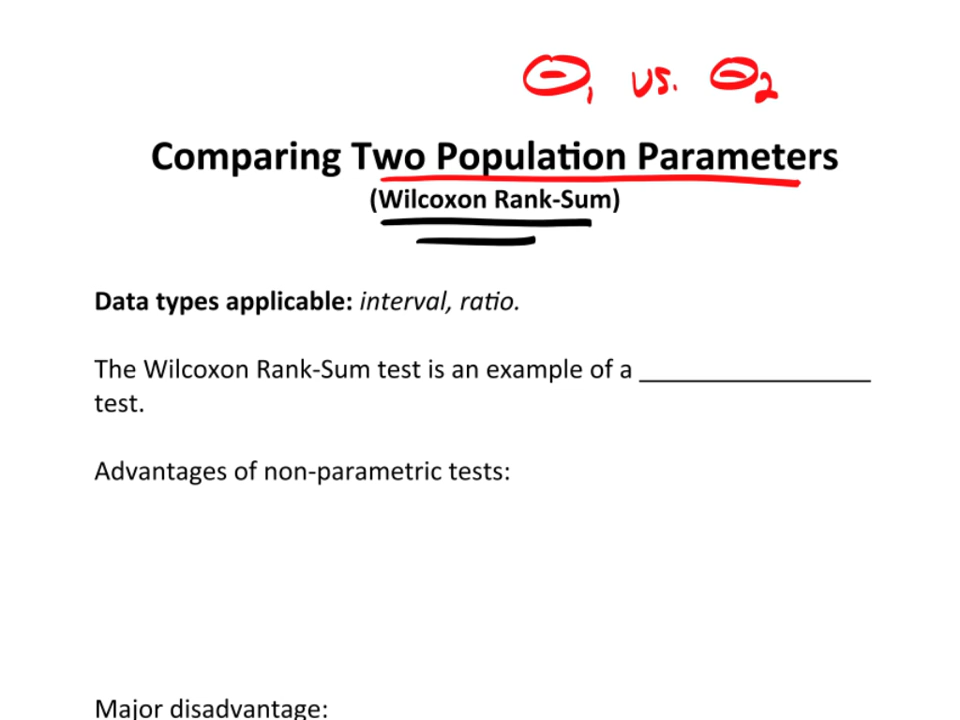 Θ₁ vs. Θ₂
Comparing Two Population Parameters
(Wilcoxon Rank-Sum)
Data types applicable: interval, ratio.
The Wilcoxon Rank-Sum test is an example of a _________________
test.
Advantages of non-parametric tests:
Major disadvantage: